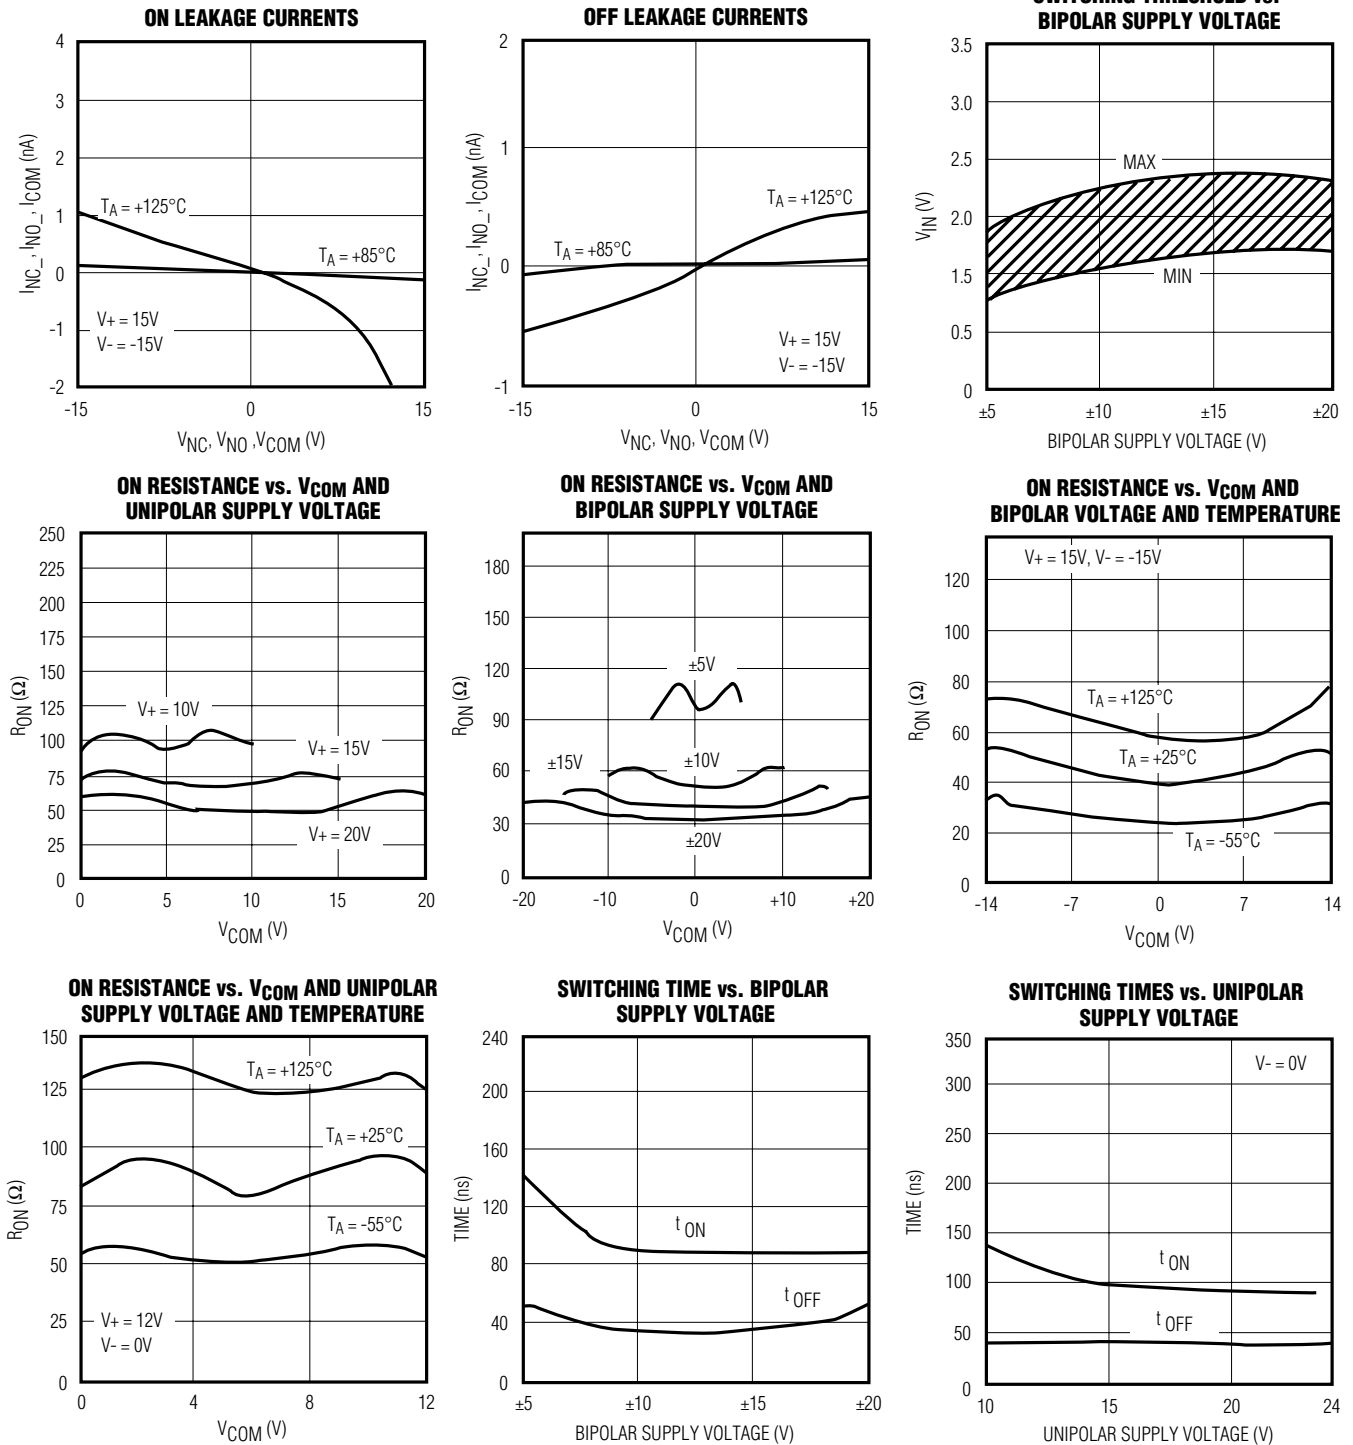 ON LEAKAGE CURRENTS
4
3
2
1
0
-1
-2
INC_, INO_, ICOM (nA)
TA = +125°C
TA = +85°C
V+ = 15V
V- = -15V
-15 0 15
VNC, VNO ,VCOM (V)
OFF LEAKAGE CURRENTS
2
1
0
-1
INC_, INO_, ICOM (nA)
TA = +125°C
TA = +85°C
V+ = 15V
V- = -15V
-15 0 15
VNC, VNO, VCOM (V)
SWITCHING THRESHOLD vs.
BIPOLAR SUPPLY VOLTAGE
3.5
3.0
2.5
2.0
1.5
0.5
0
VIN (V)
MAX
MIN
±5 ±10 ±15 ±20
BIPOLAR SUPPLY VOLTAGE (V)
ON RESISTANCE vs. VCOM AND
UNIPOLAR SUPPLY VOLTAGE
250
225
200
175
150
125
100
75
50
25
0
RON (Ω)
V+ = 10V
V+ = 15V
V+ = 20V
0 5 10 15 20
VCOM (V)
ON RESISTANCE vs. VCOM AND
BIPOLAR SUPPLY VOLTAGE
180
150
120
90
60
30
0
RON (Ω)
±5V
±15V
±10V
±20V
-20 -10 0 +10 +20
VCOM (V)
ON RESISTANCE vs. VCOM AND
BIPOLAR VOLTAGE AND TEMPERATURE
V+ = 15V, V- = -15V
120
100
80
60
40
20
0
RON (Ω)
TA = +125°C
TA = +25°C
TA = -55°C
-14 -7 0 7 14
VCOM (V)
ON RESISTANCE vs. VCOM AND UNIPOLAR
SUPPLY VOLTAGE AND TEMPERATURE
150
125
100
75
50
25
0
RON (Ω)
TA = +125°C
TA = +25°C
TA = -55°C
V+ = 12V
V- = 0V
0 4 8 12
VCOM (V)
SWITCHING TIME vs. BIPOLAR
SUPPLY VOLTAGE
240
200
160
120
80
40
0
TIME (ns)
t ON
t OFF
±5 ±10 ±15 ±20
BIPOLAR SUPPLY VOLTAGE (V)
SWITCHING TIMES vs. UNIPOLAR
SUPPLY VOLTAGE
350
300
250
200
150
100
50
0
TIME (ns)
V- = 0V
t ON
t OFF
10 15 20 24
UNIPOLAR SUPPLY VOLTAGE (V)